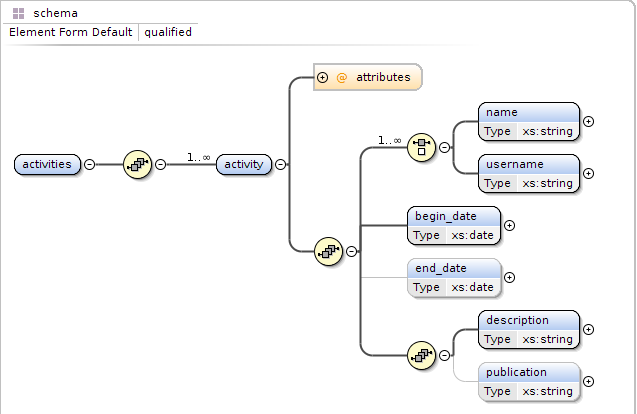 schema
Element Form Default qualified
@ attributes
1..∞
name
Type xs:string
1..∞
activities
activity
username
Type xs:string
begin_date
Type xs:date
end_date
Type xs:date
description
Type xs:string
publication
Type xs:string